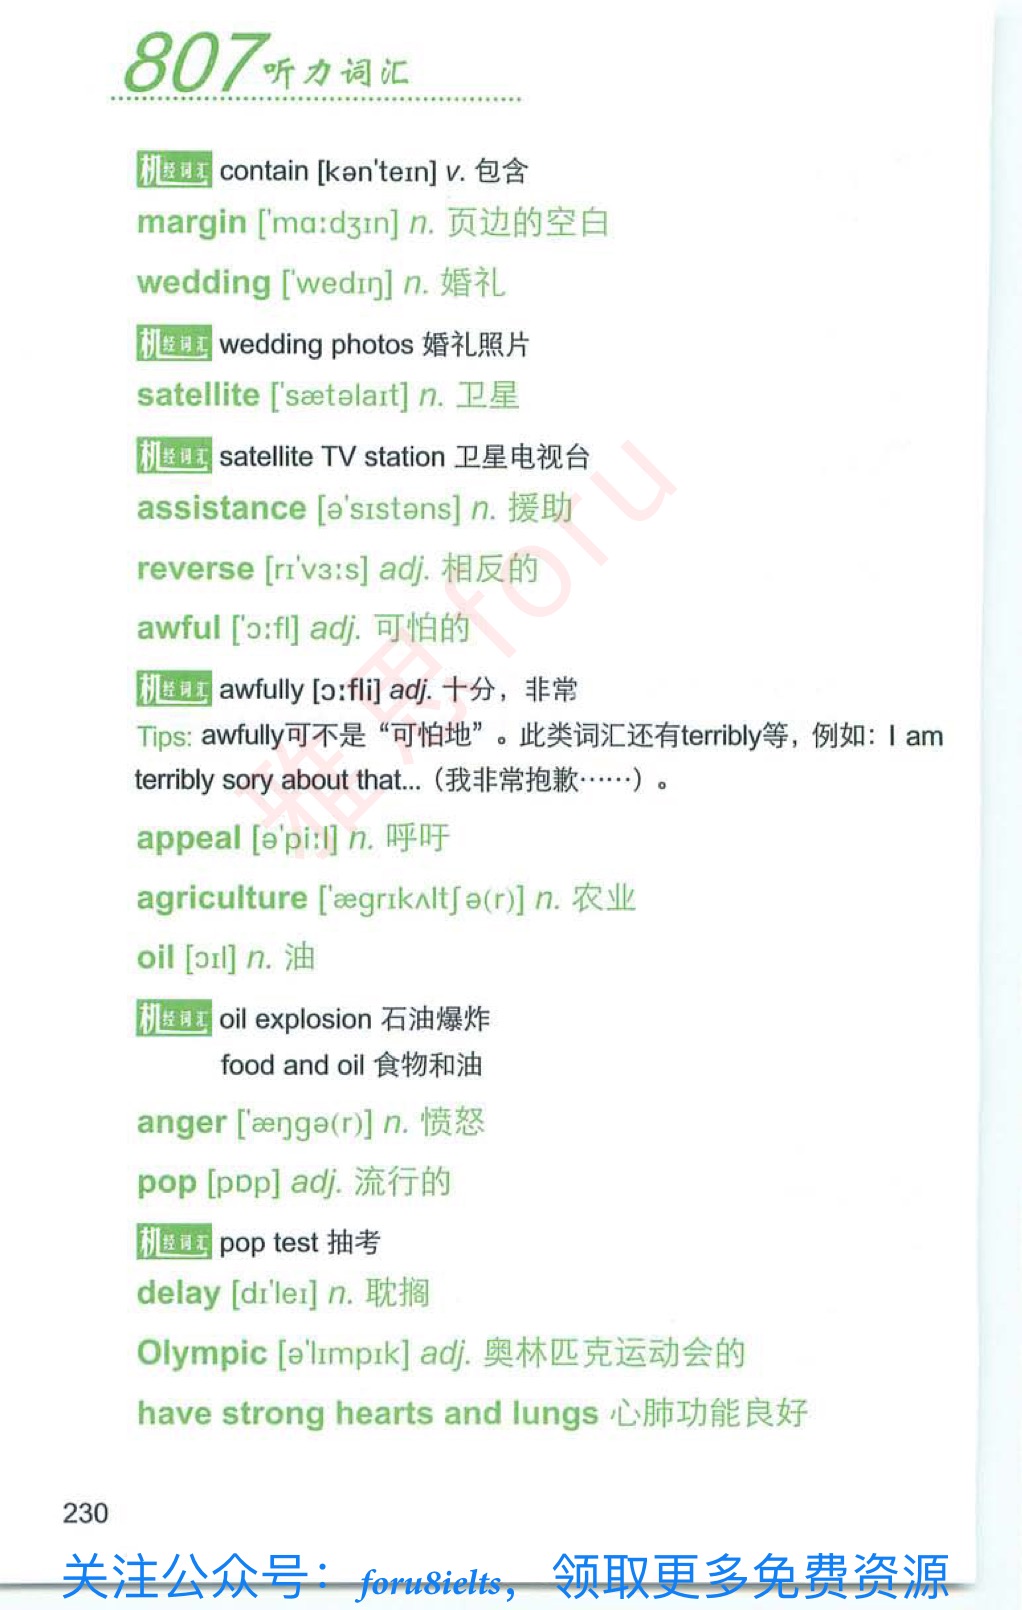 807听力词汇
机经词汇 contain [kən'teɪn] v. 包含
margin ['mɑːdʒɪn] n. 页边的空白
wedding ['wedɪŋ] n. 婚礼
机经词汇 wedding photos 婚礼照片
satellite ['sætəlaɪt] n. 卫星
机经词汇 satellite TV station 卫星电视台
assistance [ə'sɪstəns] n. 援助
reverse [rɪ'vɜːs] adj. 相反的
awful ['ɔːfl] adj. 可怕的
机经词汇 awfully [ɔːfli] adj. 十分，非常
Tips: awfully可不是“可怕地”。此类词汇还有terribly等，例如：I am
terribly sory about that...（我非常抱歉……）。
appeal [ə'piːl] n. 呼吁
agriculture ['ægrɪkʌltʃə(r)] n. 农业
oil [ɔɪl] n. 油
机经词汇 oil explosion 石油爆炸
food and oil 食物和油
anger ['æŋgə(r)] n. 愤怒
pop [pɒp] adj. 流行的
机经词汇 pop test 抽考
delay [dɪ'leɪ] n. 耽搁
Olympic [ə'lɪmpɪk] adj. 奥林匹克运动会的
have strong hearts and lungs 心肺功能良好
230
关注公众号：foru8ielts，领取更多免费资源
雅思foru